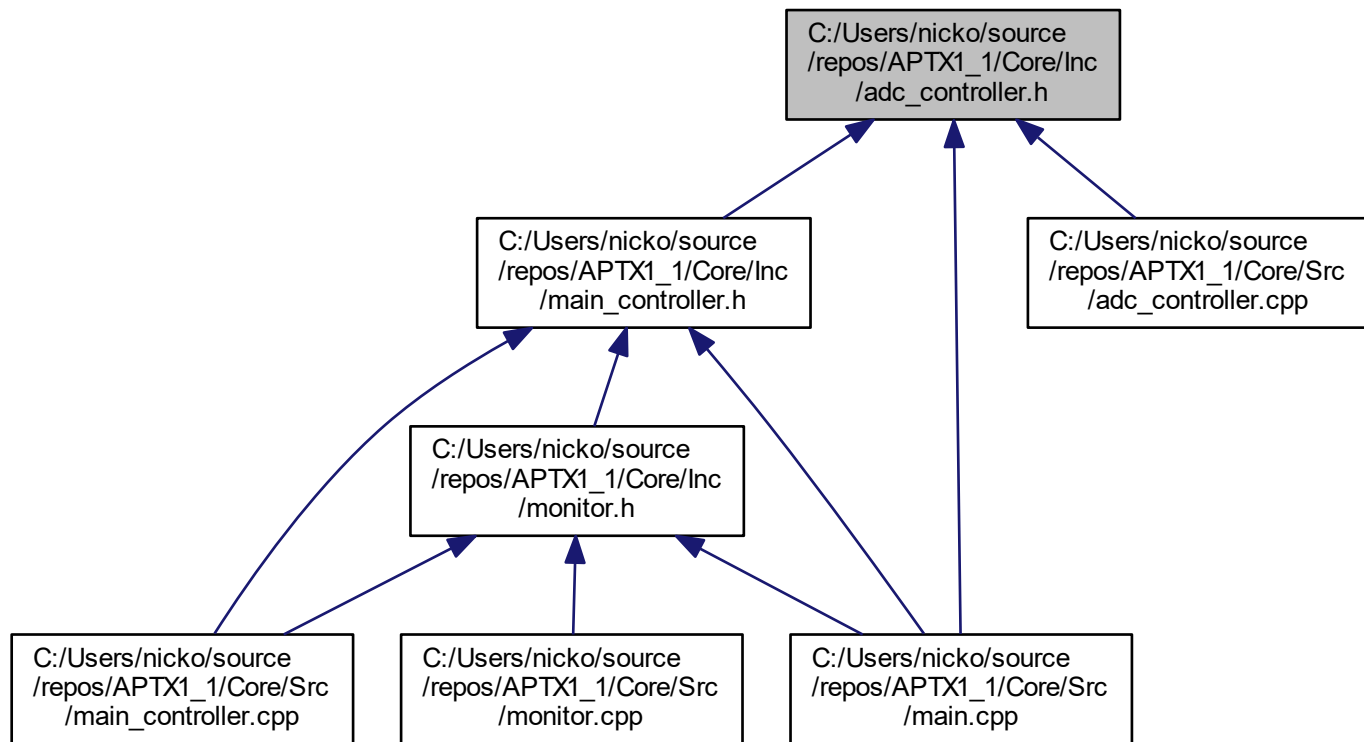 C:/Users/nicko/source
/repos/APTX1_1/Core/Inc
/adc_controller.h
C:/Users/nicko/source
/repos/APTX1_1/Core/Inc
/main_controller.h
C:/Users/nicko/source
/repos/APTX1_1/Core/Src
/adc_controller.cpp
C:/Users/nicko/source
/repos/APTX1_1/Core/Inc
/monitor.h
C:/Users/nicko/source
/repos/APTX1_1/Core/Src
/main_controller.cpp
C:/Users/nicko/source
/repos/APTX1_1/Core/Src
/monitor.cpp
C:/Users/nicko/source
/repos/APTX1_1/Core/Src
/main.cpp